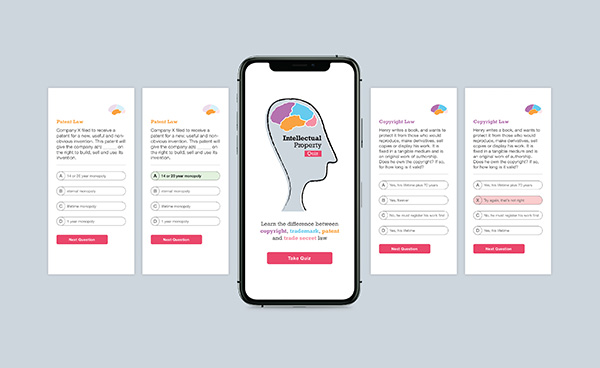 Patent Law
Company X filed to receive a
patent for a new, useful and non-
obvious invention. This patent will
give the company a/s ______ on
the right to build, sell and use its
invention.
A 14 or 20 year monopoly
B normal monopoly
C lifetime monopoly
D 1 year monopoly
Next Question
Patent Law
Company X filed to receive a
patent for a new, useful and non-
obvious invention. This patent will
give the company a/s ______ on
the right to build, sell and use its
invention.
A 14 or 20 year monopoly
B normal monopoly
C lifetime monopoly
D 1 year monopoly
Next Question
Intellectual
Property
Quiz
Learn the difference between
copyright, trademark, patent
and trade secret law
Take Quiz
Copyright Law
Henry writes a book, and wants to
protect it from those who would
reproduce, make derivatives, sell
copies or display his work. It is
fixed in a tangible medium and is
an original work of authorship.
Does he own the copyright? If so,
for how long?
A Yes, his lifetime plus 70 years
B Yes, forever
C No, he must register his work first
D Yes, his lifetime
Next Question
Copyright Law
Henry writes a book, and wants to
protect it from those who would
reproduce, make derivatives, sell
copies or display his work. It is
fixed in a tangible medium and is
an original work of authorship.
Does he own the copyright? If so,
for how long?
A Yes, his lifetime plus 70 years
X Try again, that's not right
C No, he must register his work first
D Yes, his lifetime
Next Question